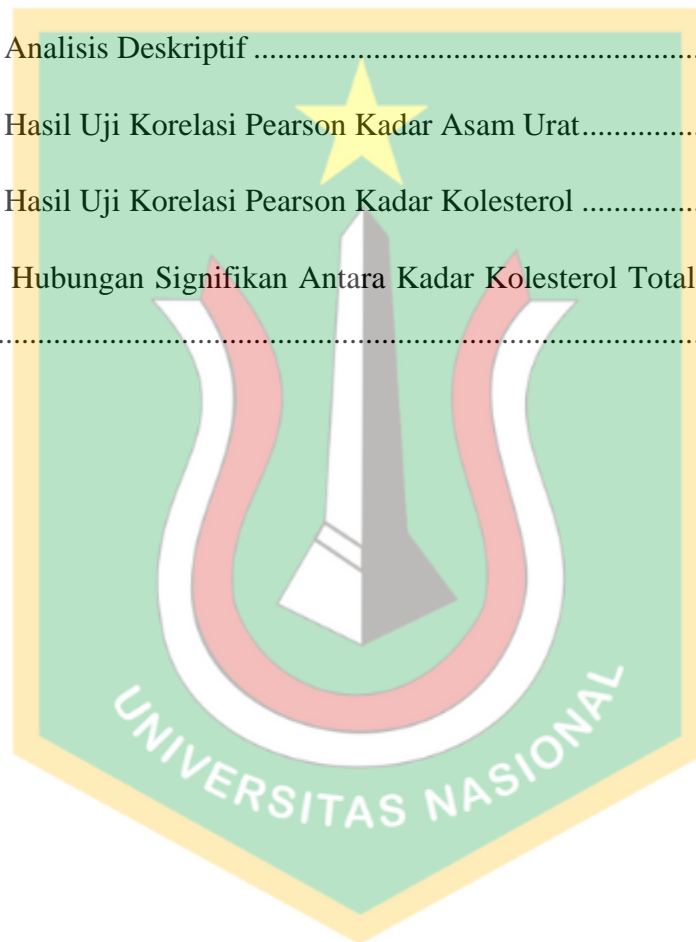 Analisis Deskriptif ......................................................
Hasil Uji Korelasi Pearson Kadar Asam Urat..............
Hasil Uji Korelasi Pearson Kadar Kolesterol ..............
Hubungan Signifikan Antara Kadar Kolesterol Total
.....................................................................................
UNIVERSITAS NASIONAL